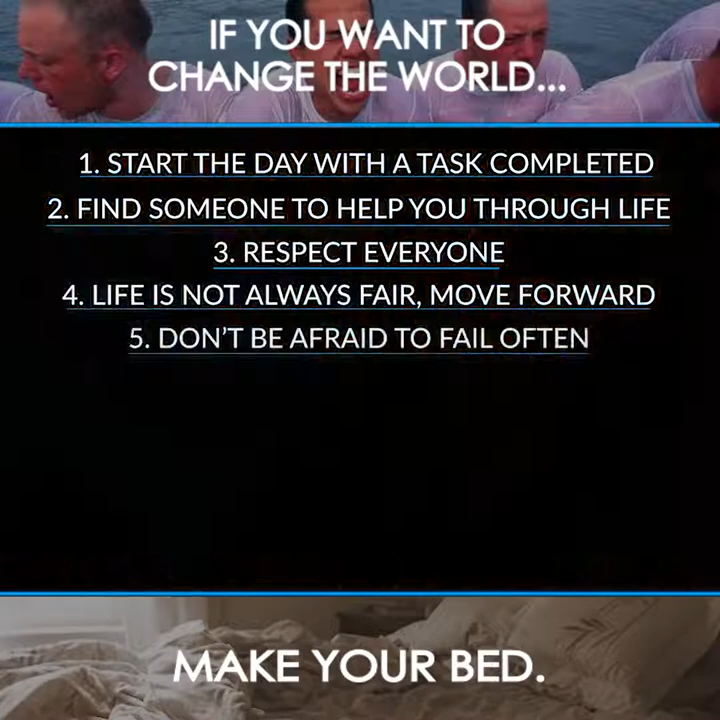 IF YOU WANT TO
CHANGE THE WORLD...
1. START THE DAY WITH A TASK COMPLETED
2. FIND SOMEONE TO HELP YOU THROUGH LIFE
3. RESPECT EVERYONE
4. LIFE IS NOT ALWAYS FAIR, MOVE FORWARD
5. DON'T BE AFRAID TO FAIL OFTEN
MAKE YOUR BED.